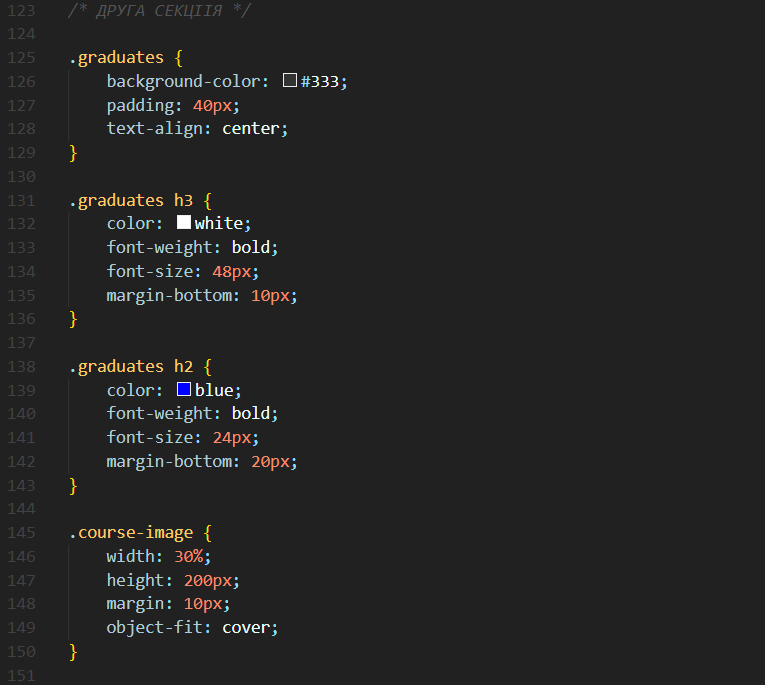 123 /* ДРУГА СЕКЦІЇЯ */
124
125 .graduates {
126 background-color: #333;
127 padding: 40px;
128 text-align: center;
129 }
130
131 .graduates h3 {
132 color: white;
133 font-weight: bold;
134 font-size: 48px;
135 margin-bottom: 10px;
136 }
137
138 .graduates h2 {
139 color: blue;
140 font-weight: bold;
141 font-size: 24px;
142 margin-bottom: 20px;
143 }
144
145 .course-image {
146 width: 30%;
147 height: 200px;
148 margin: 10px;
149 object-fit: cover;
150 }
151